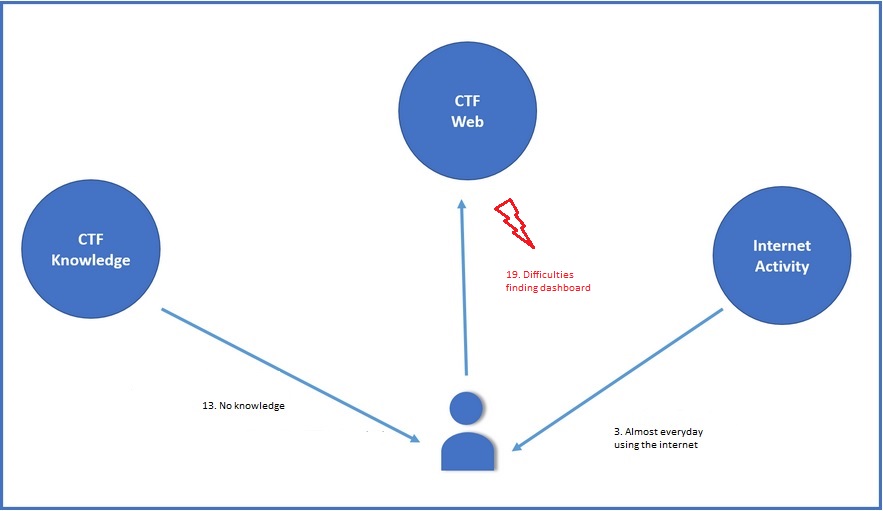 CTF
Web
CTF
Knowledge
Internet
Activity
19. Difficulties
finding dashboard
13. No knowledge
3. Almost everyday
using the internet